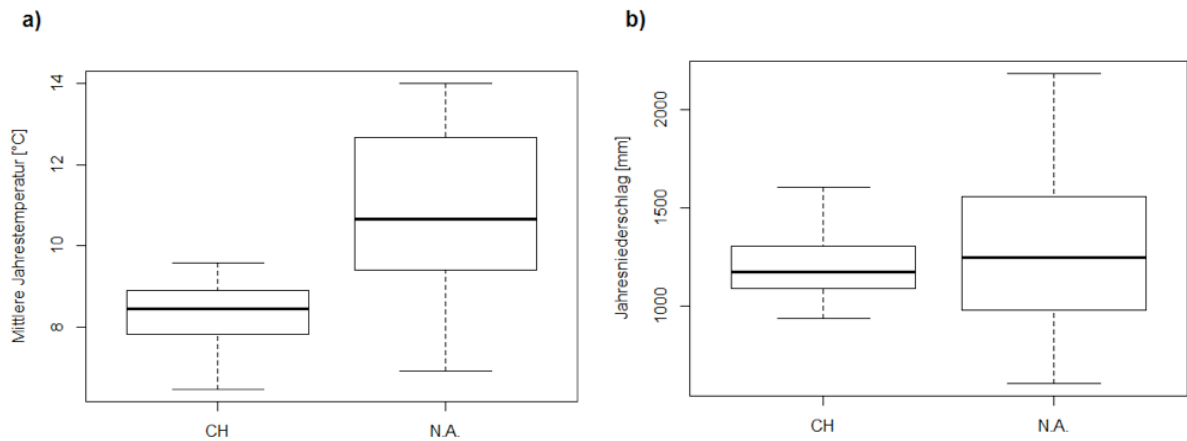 a)
Mittlere Jahrestemperatur [°C]
14
12
10
8
CH
N.A.
b)
Jahresniederschlag [mm]
2000
1500
1000
CH
N.A.